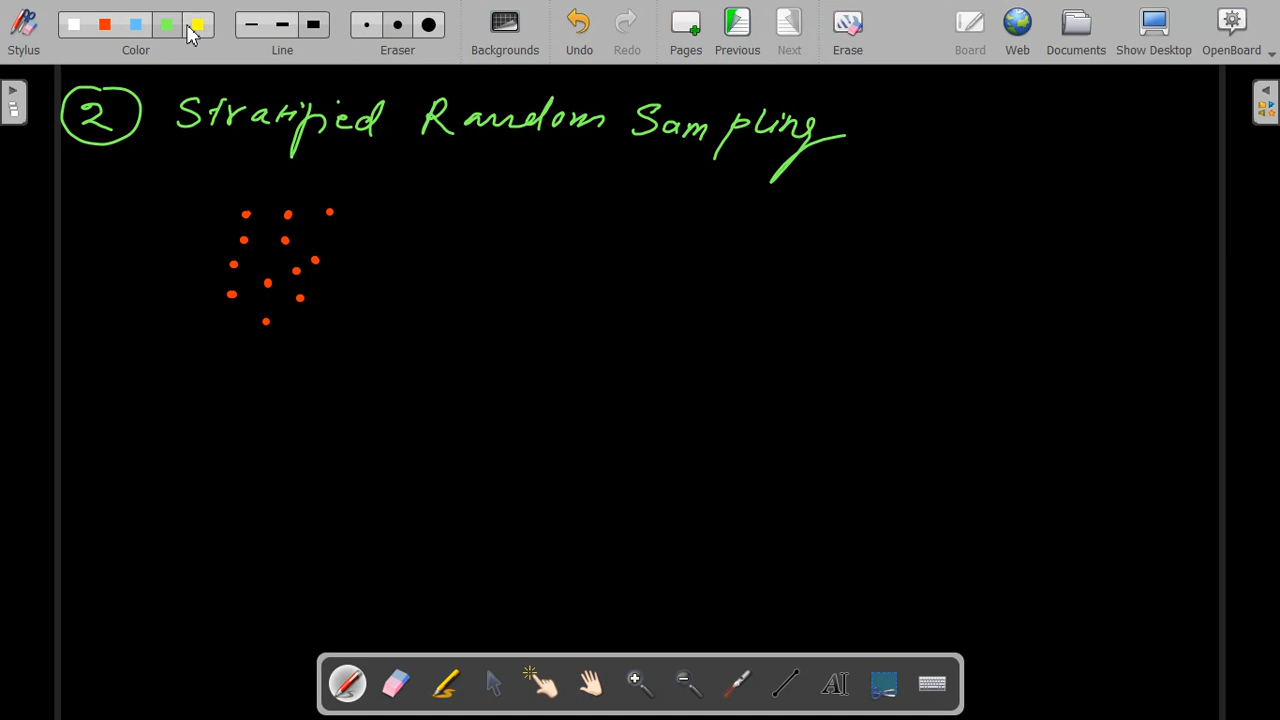 Stylus Color Line Eraser Backgrounds Undo Redo Pages Previous Next Erase Board Web Documents Show Desktop OpenBoard
2 Stratified Random Sampling
AI